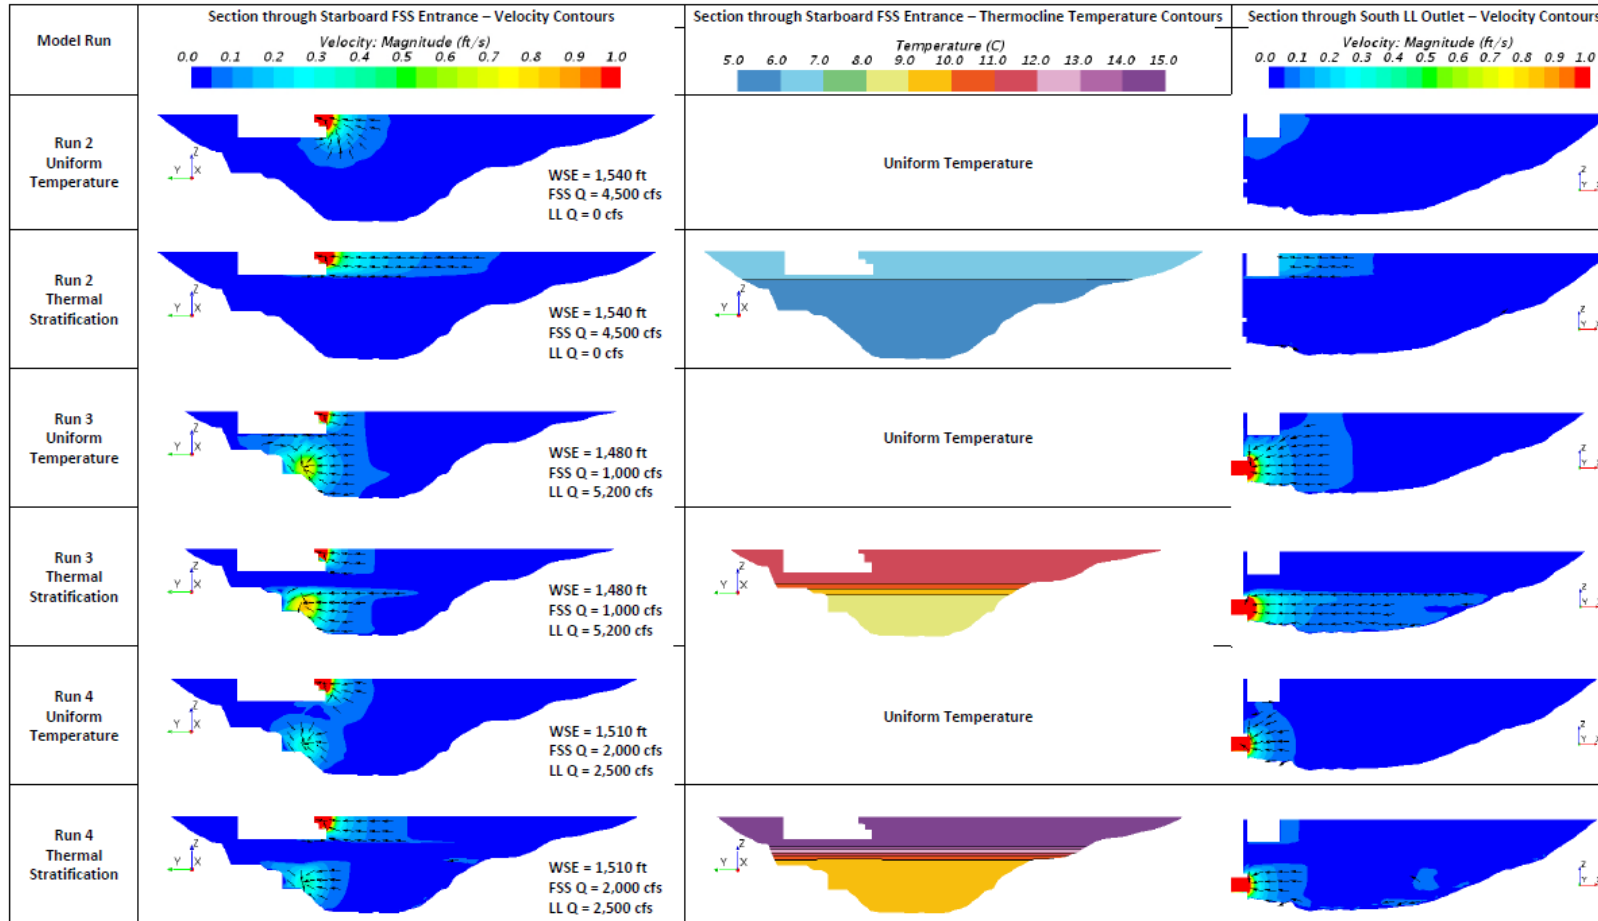 Model Run
Section through Starboard FSS Entrance – Velocity Contours
Velocity: Magnitude (ft/s)
0.0 0.1 0.2 0.3 0.4 0.5 0.6 0.7 0.8 0.9 1.0
Section through Starboard FSS Entrance – Thermocline Temperature Contours
Temperature (C)
5.0 6.0 7.0 8.0 9.0 10.0 11.0 12.0 13.0 14.0 15.0
Section through South LL Outlet – Velocity Contours
Velocity: Magnitude (ft/s)
0.0 0.1 0.2 0.3 0.4 0.5 0.6 0.7 0.8 0.9 1.0
Run 2
Uniform
Temperature
Z
Y X
WSE = 1,540 ft
FSS Q = 4,500 cfs
LL Q = 0 cfs
Uniform Temperature
Z
Y
Run 2
Thermal
Stratification
Z
Y X
WSE = 1,540 ft
FSS Q = 4,500 cfs
LL Q = 0 cfs
Z
Y X
Z
Y
Run 3
Uniform
Temperature
Z
Y X
WSE = 1,480 ft
FSS Q = 1,000 cfs
LL Q = 5,200 cfs
Uniform Temperature
Z
Y
Run 3
Thermal
Stratification
Z
Y X
WSE = 1,480 ft
FSS Q = 1,000 cfs
LL Q = 5,200 cfs
Z
Y X
Z
Y
Run 4
Uniform
Temperature
Z
Y X
WSE = 1,510 ft
FSS Q = 2,000 cfs
LL Q = 2,500 cfs
Uniform Temperature
Z
Y
Run 4
Thermal
Stratification
Z
Y X
WSE = 1,510 ft
FSS Q = 2,000 cfs
LL Q = 2,500 cfs
Z
Y X
Z
Y